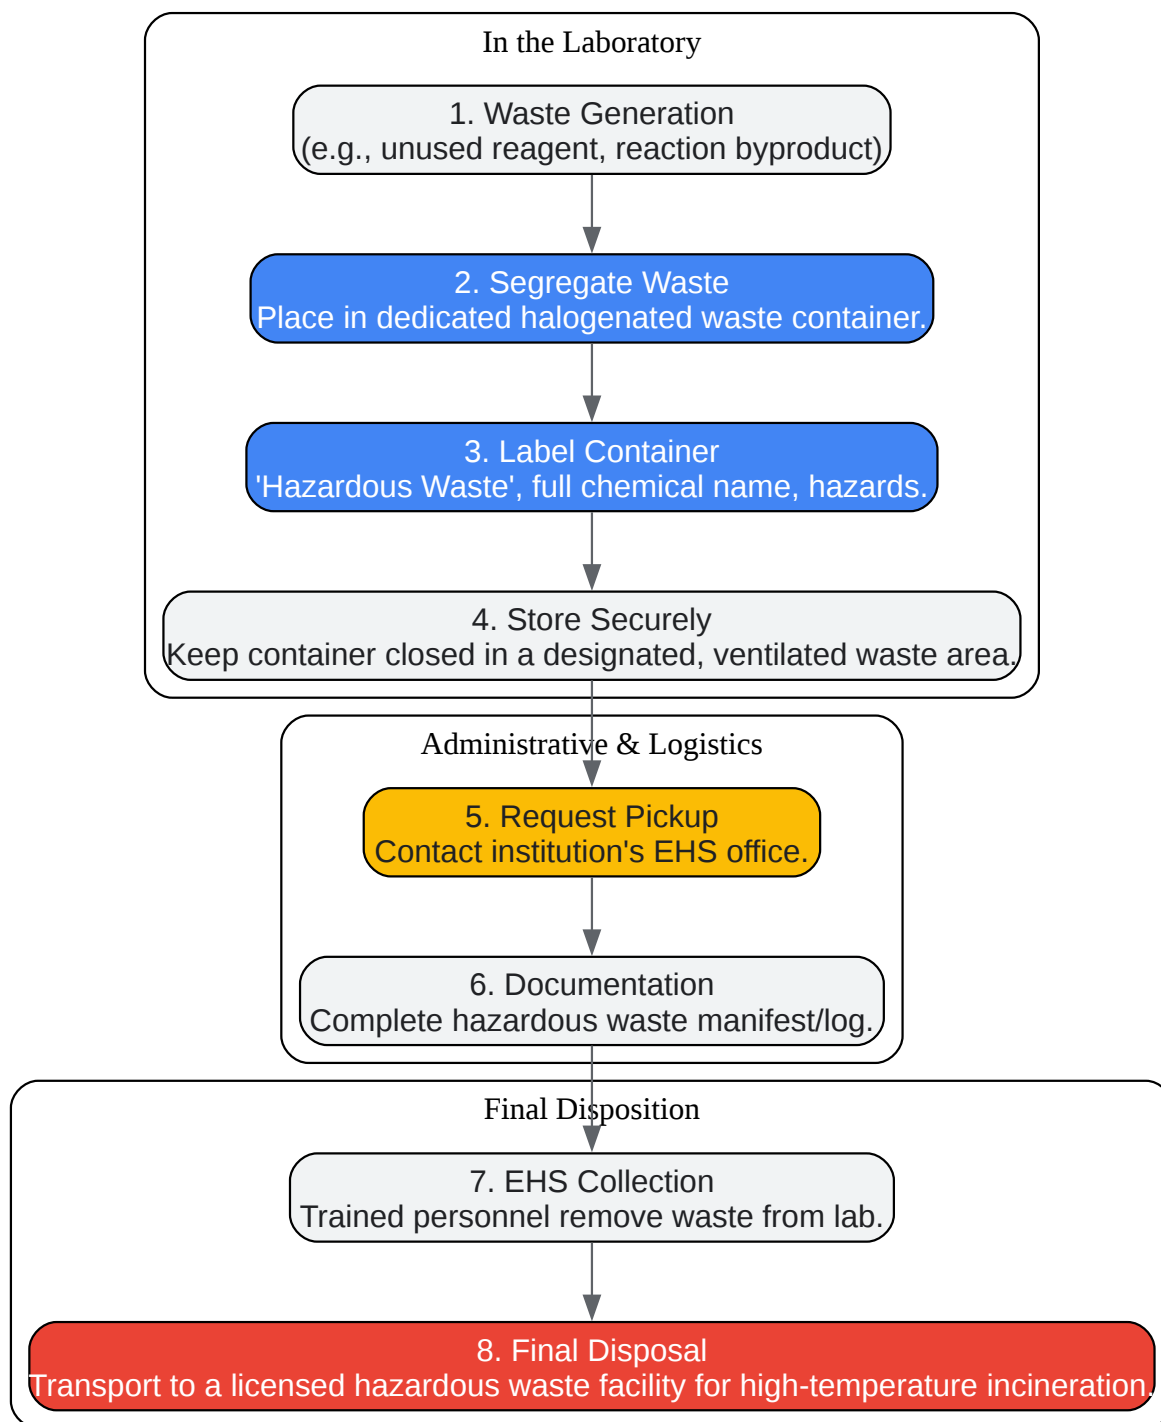 In the Laboratory
1. Waste Generation
(e.g., unused reagent, reaction byproduct)
2. Segregate Waste
Place in dedicated halogenated waste container.
3. Label Container
'Hazardous Waste', full chemical name, hazards.
4. Store Securely
Keep container closed in a designated, ventilated waste area.
Administrative & Logistics
5. Request Pickup
Contact institution's EHS office.
6. Documentation
Complete hazardous waste manifest/log.
Final Disposition
7. EHS Collection
Trained personnel remove waste from lab.
8. Final Disposal
Transport to a licensed hazardous waste facility for high-temperature incineration.